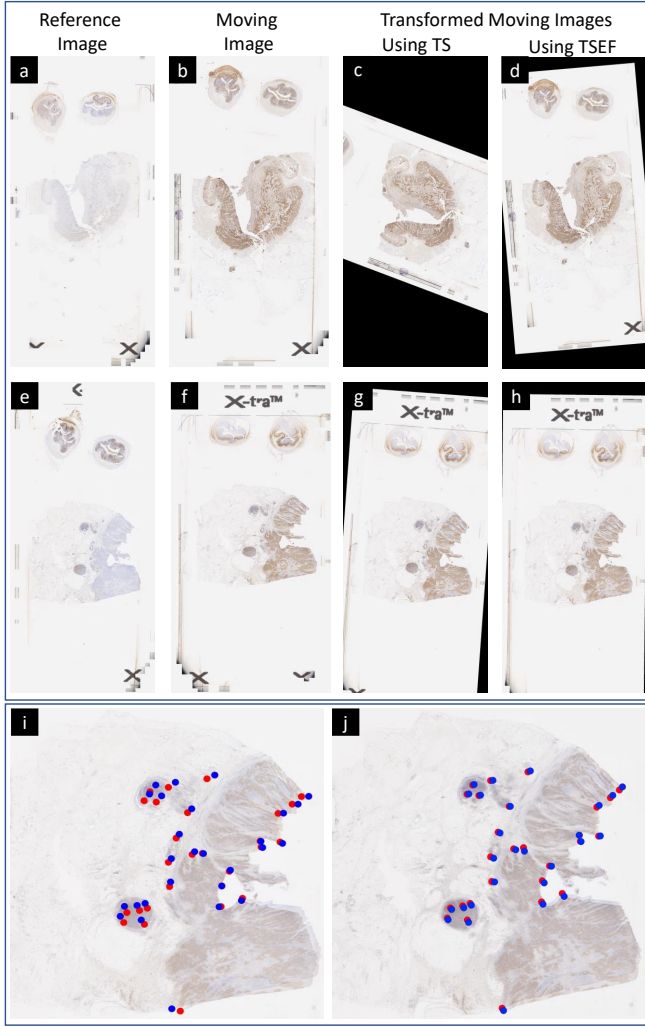 Reference Image
Moving Image
Transformed Moving Images
Using TS
Using TSEF
a
b
c
d
X
X
X
e
f
g
h
X-tra™
X-tra™
X-tra™
X
X
X
i
j